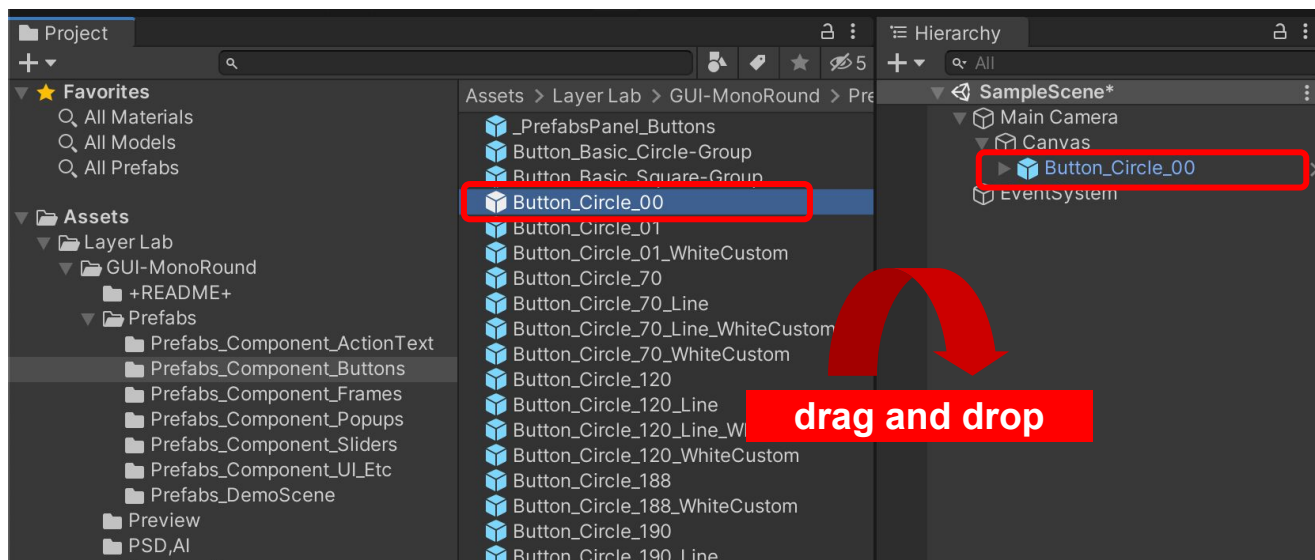 Project
5
Favorites
All Materials
All Models
All Prefabs
Assets
Layer Lab
GUI-MonoRound
+README+
Prefabs
Prefabs_Component_ActionText
Prefabs_Component_Buttons
Prefabs_Component_Frames
Prefabs_Component_Popups
Prefabs_Component_Sliders
Prefabs_Component_UI_Etc
Prefabs_DemoScene
Preview
PSD,AI
Assets > Layer Lab > GUI-MonoRound > Pre
_PrefabsPanel_Buttons
Button_Basic_Circle-Group
Button_Basic_Square-Group
Button_Circle_00
Button_Circle_01
Button_Circle_01_WhiteCustom
Button_Circle_70
Button_Circle_70_Line
Button_Circle_70_Line_WhiteCustom
Button_Circle_70_WhiteCustom
Button_Circle_120
Button_Circle_120_Line
Button_Circle_120_Line_W
Button_Circle_120_WhiteCustom
Button_Circle_188
Button_Circle_188_WhiteCustom
Button_Circle_190
Button_Circle_190_Line
Hierarchy
All
SampleScene*
Main Camera
Canvas
Button_Circle_00
EventSystem
drag and drop